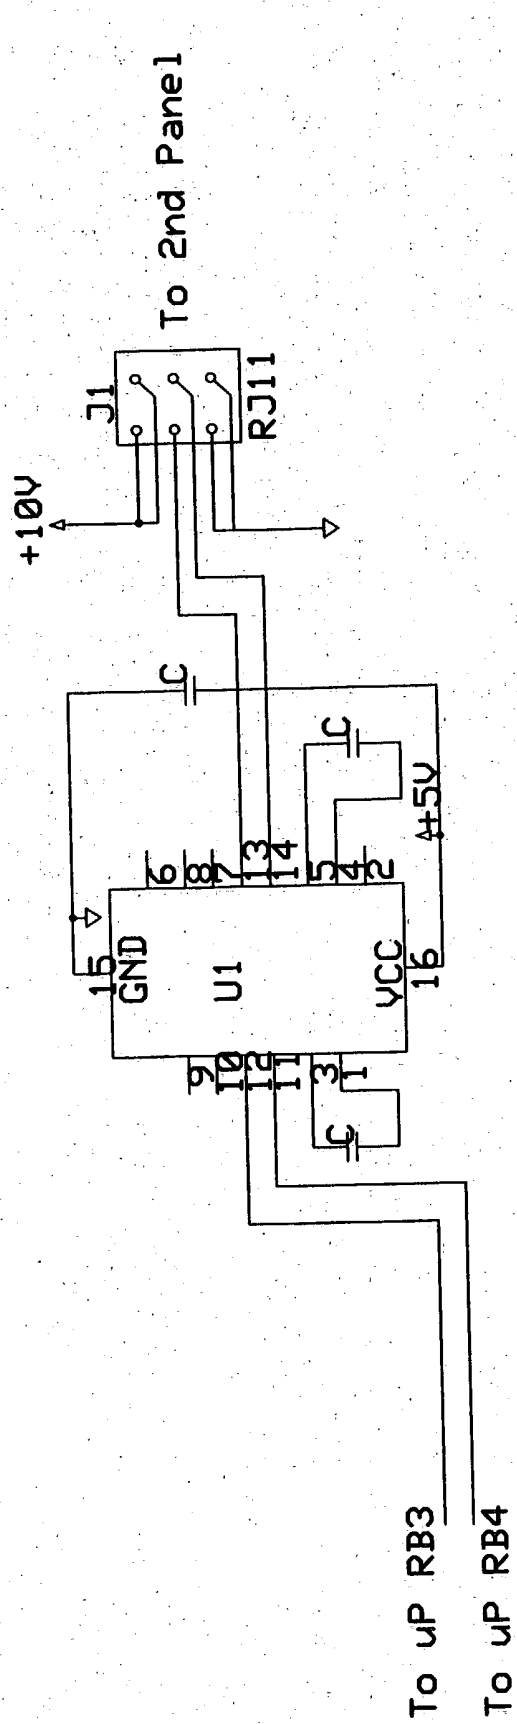 To 2nd Panel
J1
RJ11
+10V
C
C
+5V
6
8
7
13
14
5
4
2
15
GND
U1
VCC
16
9
10
12
11
3
1
C
To uP RB3
To uP RB4